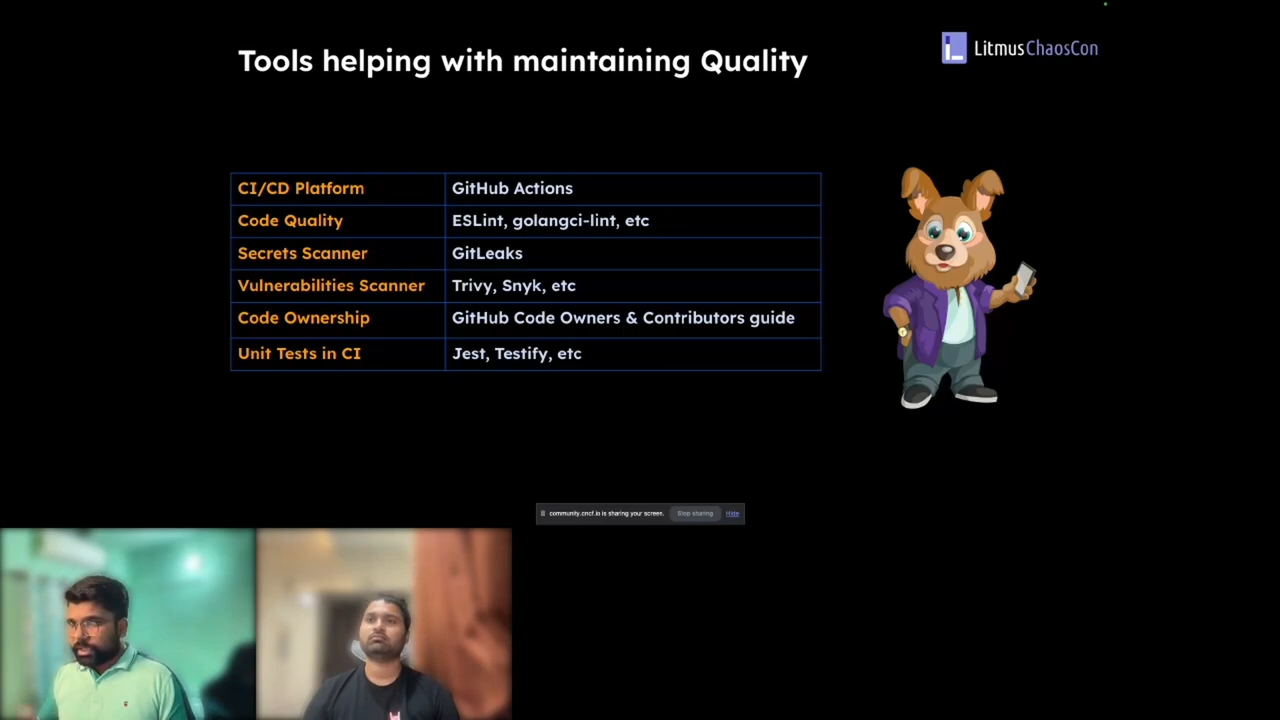 Tools helping with maintaining Quality
LitmusChaosCon
CI/CD Platform GitHub Actions
Code Quality ESLint, golangci-lint, etc
Secrets Scanner GitLeaks
Vulnerabilities Scanner Trivy, Snyk, etc
Code Ownership GitHub Code Owners & Contributors guide
Unit Tests in CI Jest, Testify, etc
community.cncf.io is sharing your screen. Stop sharing Hide